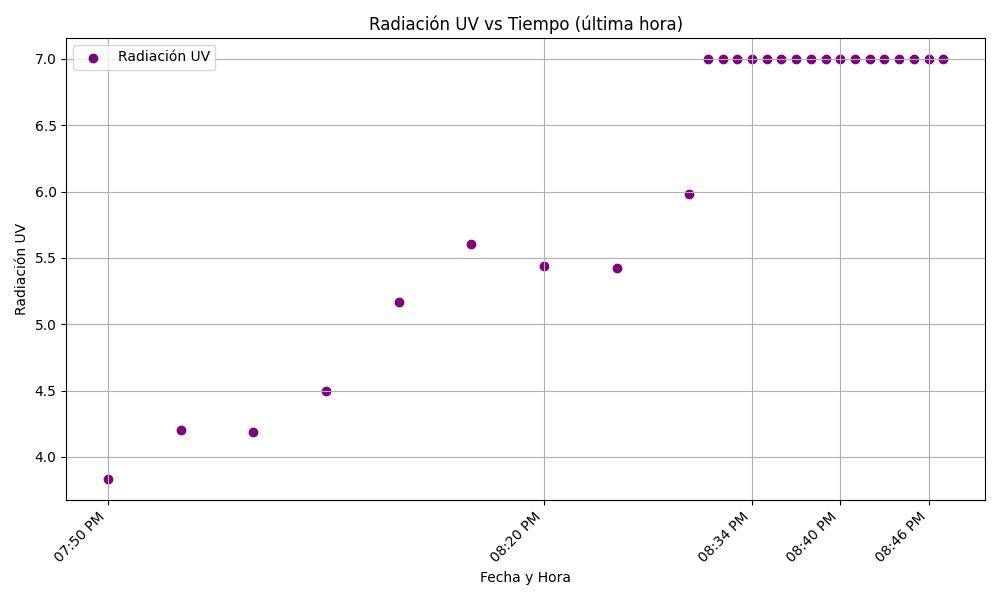 Radiación UV vs Tiempo (última hora)
Radiación UV
7.0
6.5
6.0
5.5
5.0
4.5
4.0
Radiación UV
07:50 PM
08:20 PM
08:34 PM
08:40 PM
08:46 PM
Fecha y Hora